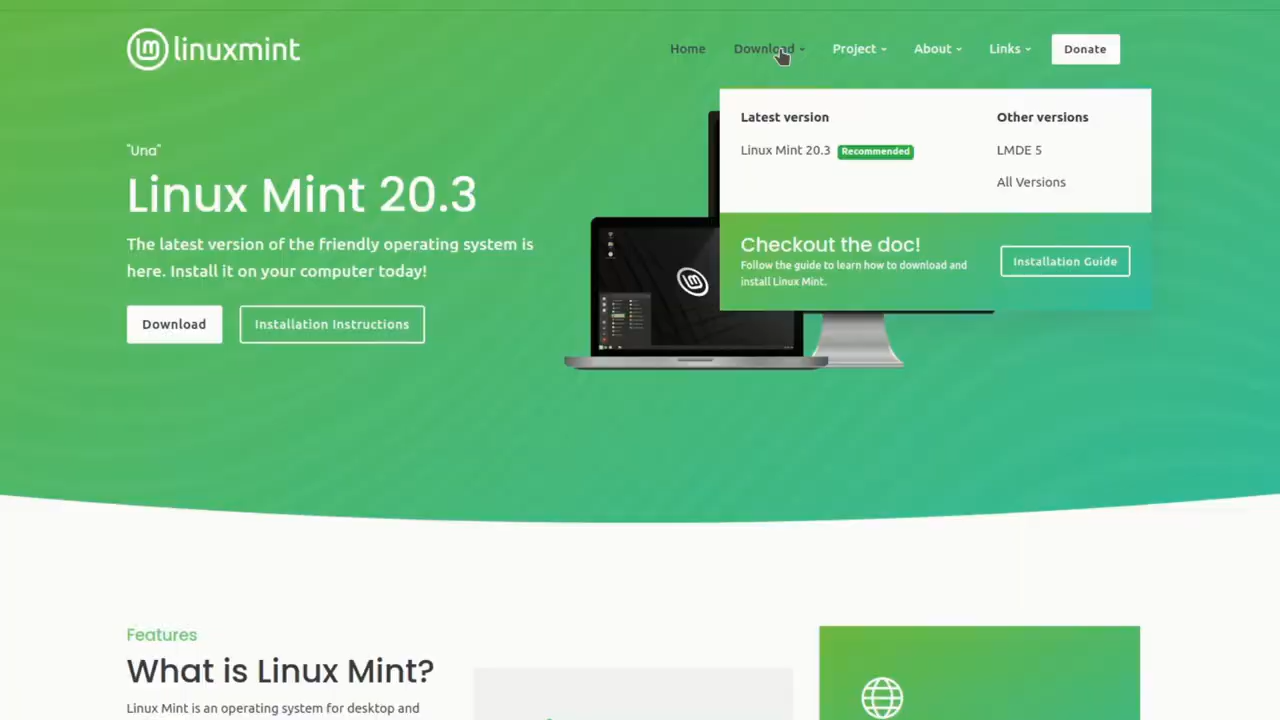 linuxmint
Home Download Project About Links Donate
Latest version
Linux Mint 20.3 Recommended
Other versions
LMDE 5
All Versions
Checkout the doc!
Follow the guide to learn how to download and
install Linux Mint.
Installation Guide
"Una"
Linux Mint 20.3
The latest version of the friendly operating system is
here. Install it on your computer today!
Download Installation Instructions
Features
What is Linux Mint?
Linux Mint is an operating system for desktop and